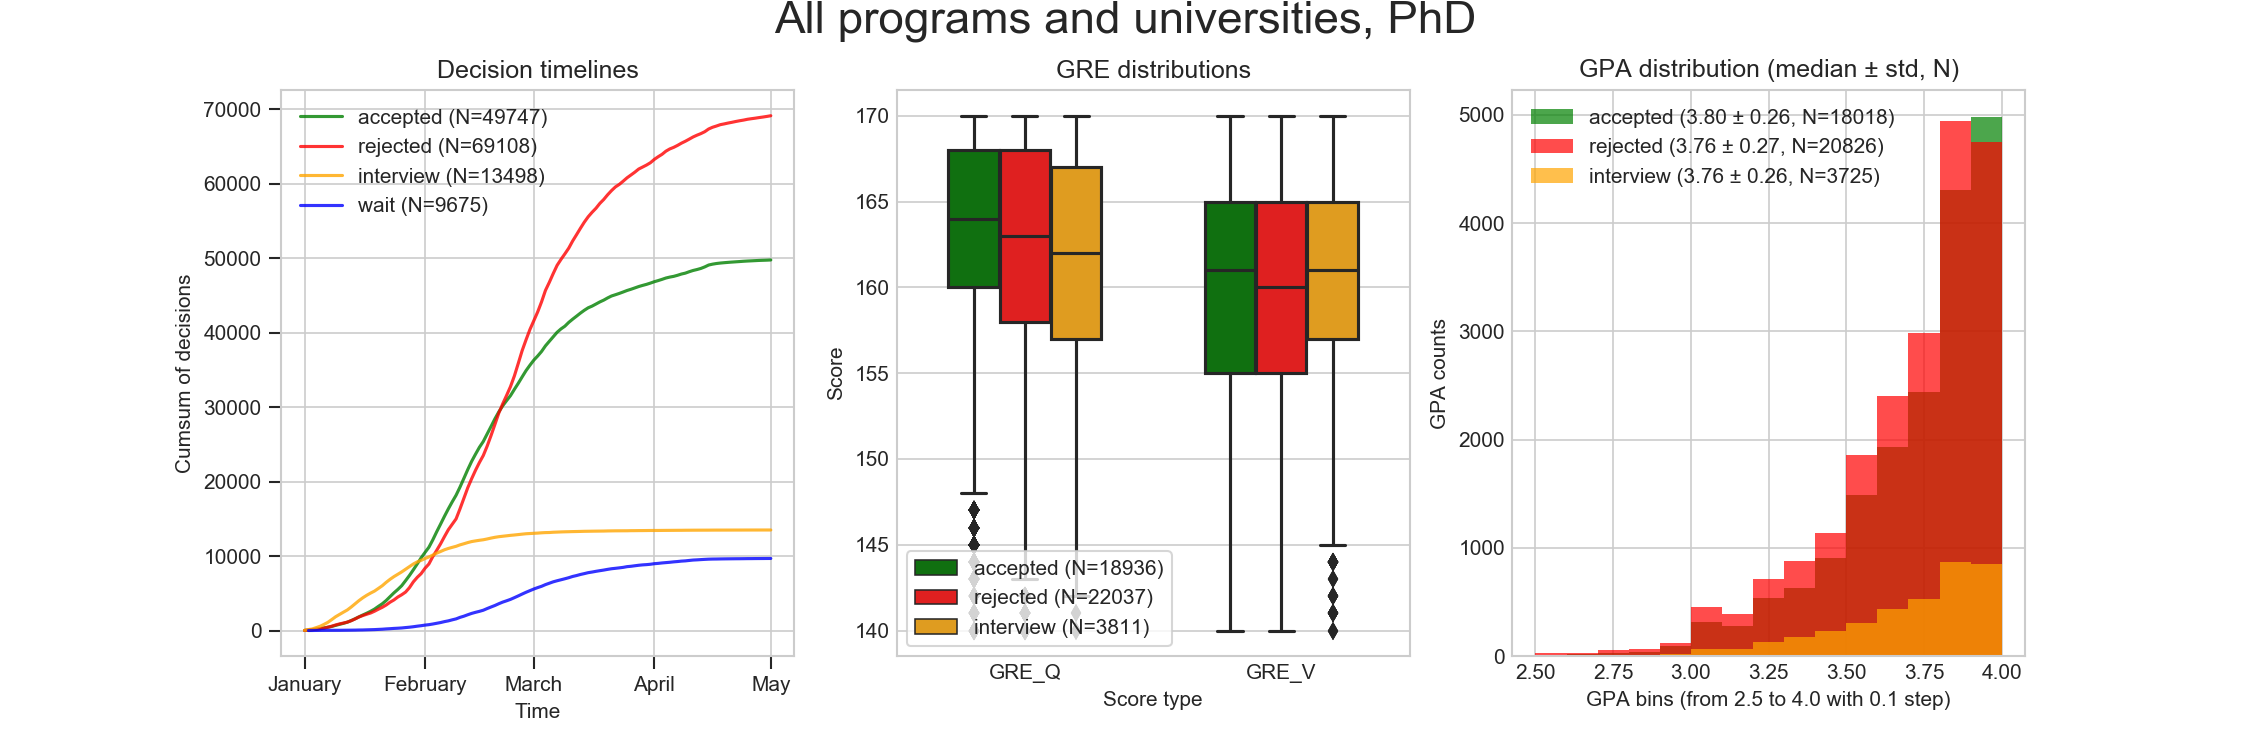 All programs and universities, PhD
Decision timelines
70000
60000
50000
40000
30000
20000
10000
0
Cumsum of decisions
accepted (N=49747)
rejected (N=69108)
interview (N=13498)
wait (N=9675)
January February March April May
Time
GRE distributions
170
165
160
155
150
145
140
Score
accepted (N=18936)
rejected (N=22037)
interview (N=3811)
GRE_Q GRE_V
Score type
GPA distribution (median ± std, N)
5000
4000
3000
2000
1000
0
GPA counts
accepted (3.80 ± 0.26, N=18018)
rejected (3.76 ± 0.27, N=20826)
interview (3.76 ± 0.26, N=3725)
2.50 2.75 3.00 3.25 3.50 3.75 4.00
GPA bins (from 2.5 to 4.0 with 0.1 step)